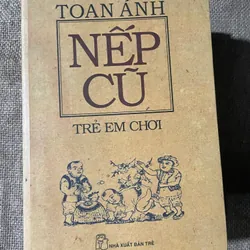 TOAN ÁNH
NẾP
CŨ
TRẺ EM CHƠI
NHÀ XUẤT BẢN TRẺ